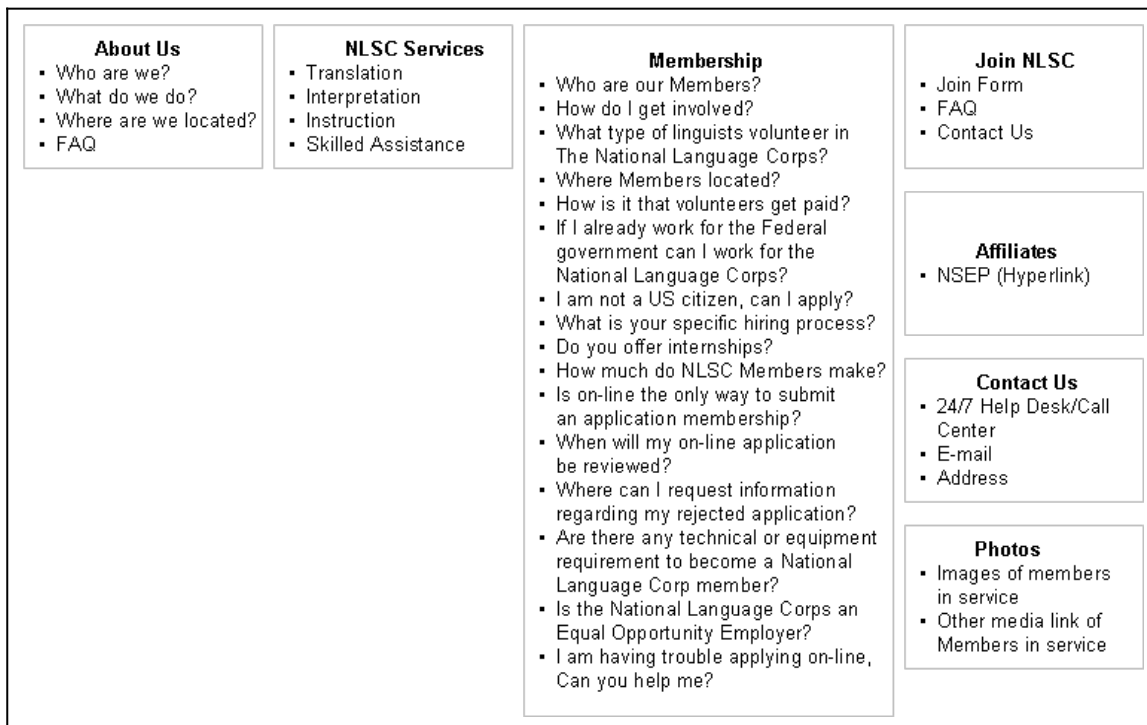 About Us
▪ Who are we?
▪ What do we do?
▪ Where are we located?
▪ FAQ
NLSC Services
▪ Translation
▪ Interpretation
▪ Instruction
▪ Skilled Assistance
Membership
▪ Who are our Members?
▪ How do I get involved?
▪ What type of linguists volunteer in
The National Language Corps?
▪ Where Members located?
▪ How is it that volunteers get paid?
▪ If I already work for the Federal
government can I work for the
National Language Corps?
▪ I am not a US citizen, can I apply?
▪ What is your specific hiring process?
▪ Do you offer internships?
▪ How much do NLSC Members make?
▪ Is on-line the only way to submit
an application membership?
▪ When will my on-line application
be reviewed?
▪ Where can I request information
regarding my rejected application?
▪ Are there any technical or equipment
requirement to become a National
Language Corp member?
▪ Is the National Language Corps an
Equal Opportunity Employer?
▪ I am having trouble applying on-line,
Can you help me?
Join NLSC
▪ Join Form
▪ FAQ
▪ Contact Us
Affiliates
▪ NSEP (Hyperlink)
Contact Us
▪ 24/7 Help Desk/Call
Center
▪ E-mail
▪ Address
Photos
▪ Images of members
in service
▪ Other media link of
Members in service